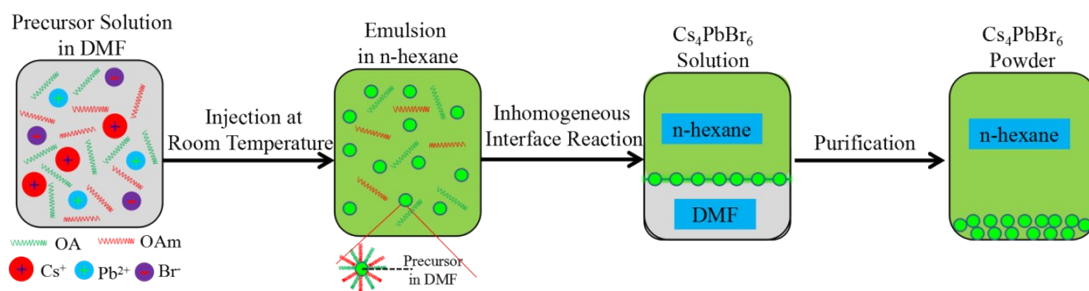 Precursor Solution
in DMF
OA
OAm
Cs⁺
Pb²⁺
Br⁻
Injection at
Room Temperature
Emulsion
in n-hexane
Precursor
in DMF
Inhomogeneous
Interface Reaction
Cs₄PbBr₆
Solution
n-hexane
DMF
Purification
Cs₄PbBr₆
Powder
n-hexane